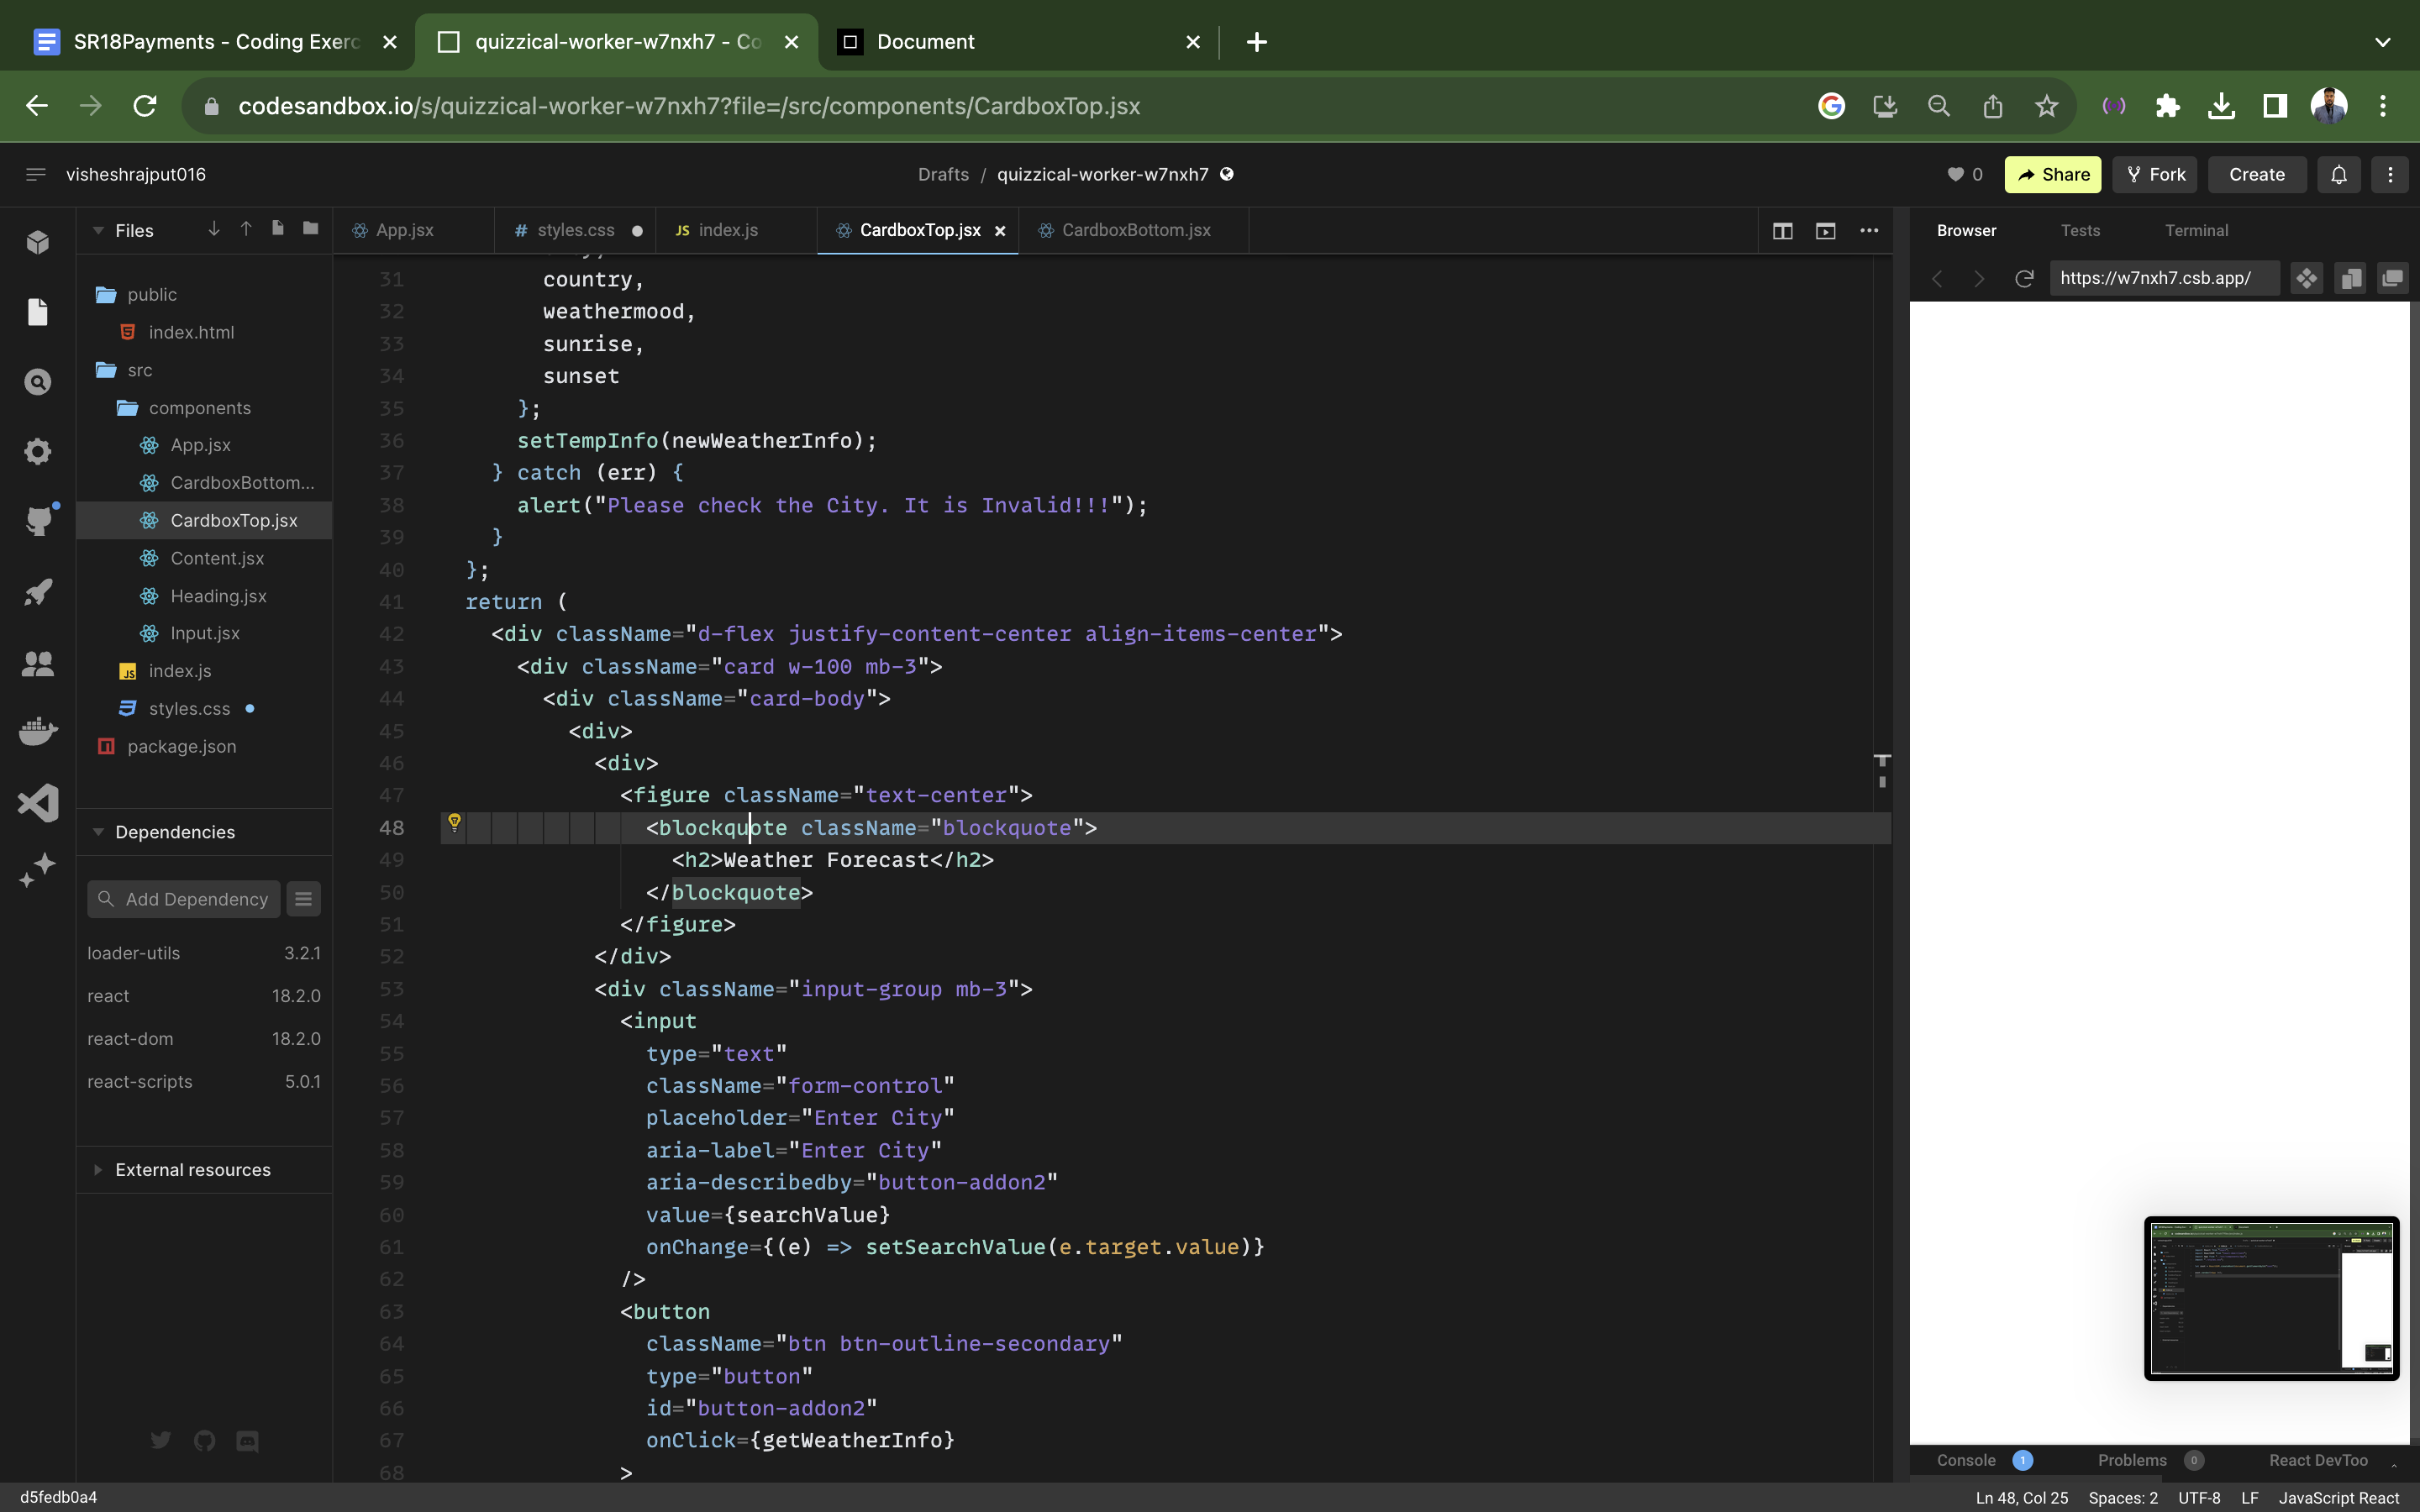 SR18Payments - Coding Exerc
quizzical-worker-w7nxh7 - Co
Document
codesandbox.io/s/quizzical-worker-w7nxh7?file=/src/components/CardboxTop.jsx
visheshrajput016
Drafts / quizzical-worker-w7nxh7
0
Share
Fork
Create
Files
App.jsx
styles.css
JS index.js
CardboxTop.jsx
CardboxBottom.jsx
Browser
Tests
Terminal
https://w7nxh7.csb.app/
public
index.html
src
components
App.jsx
CardboxBottom...
CardboxTop.jsx
Content.jsx
Heading.jsx
Input.jsx
JS index.js
styles.css
package.json
Dependencies
Add Dependency
loader-utils 3.2.1
react 18.2.0
react-dom 18.2.0
react-scripts 5.0.1
External resources
31 country,
32 weathermood,
33 sunrise,
34 sunset
35 };
36 setTempInfo(newWeatherInfo);
37 } catch (err) {
38 alert("Please check the City. It is Invalid!!!");
39 }
40 };
41 return (
42 <div className="d-flex justify-content-center align-items-center">
43 <div className="card w-100 mb-3">
44 <div className="card-body">
45 <div>
46 <div>
47 <figure className="text-center">
48 <blockquote className="blockquote">
49 <h2>Weather Forecast</h2>
50 </blockquote>
51 </figure>
52 </div>
53 <div className="input-group mb-3">
54 <input
55 type="text"
56 className="form-control"
57 placeholder="Enter City"
58 aria-label="Enter City"
59 aria-describedby="button-addon2"
60 value={searchValue}
61 onChange={(e) => setSearchValue(e.target.value)}
62 />
63 <button
64 className="btn btn-outline-secondary"
65 type="button"
66 id="button-addon2"
67 onClick={getWeatherInfo}
68 >
Console 1
Problems 0
React DevToo
d5fedb0a4
Ln 48, Col 25
Spaces: 2
UTF-8
LF
JavaScript React